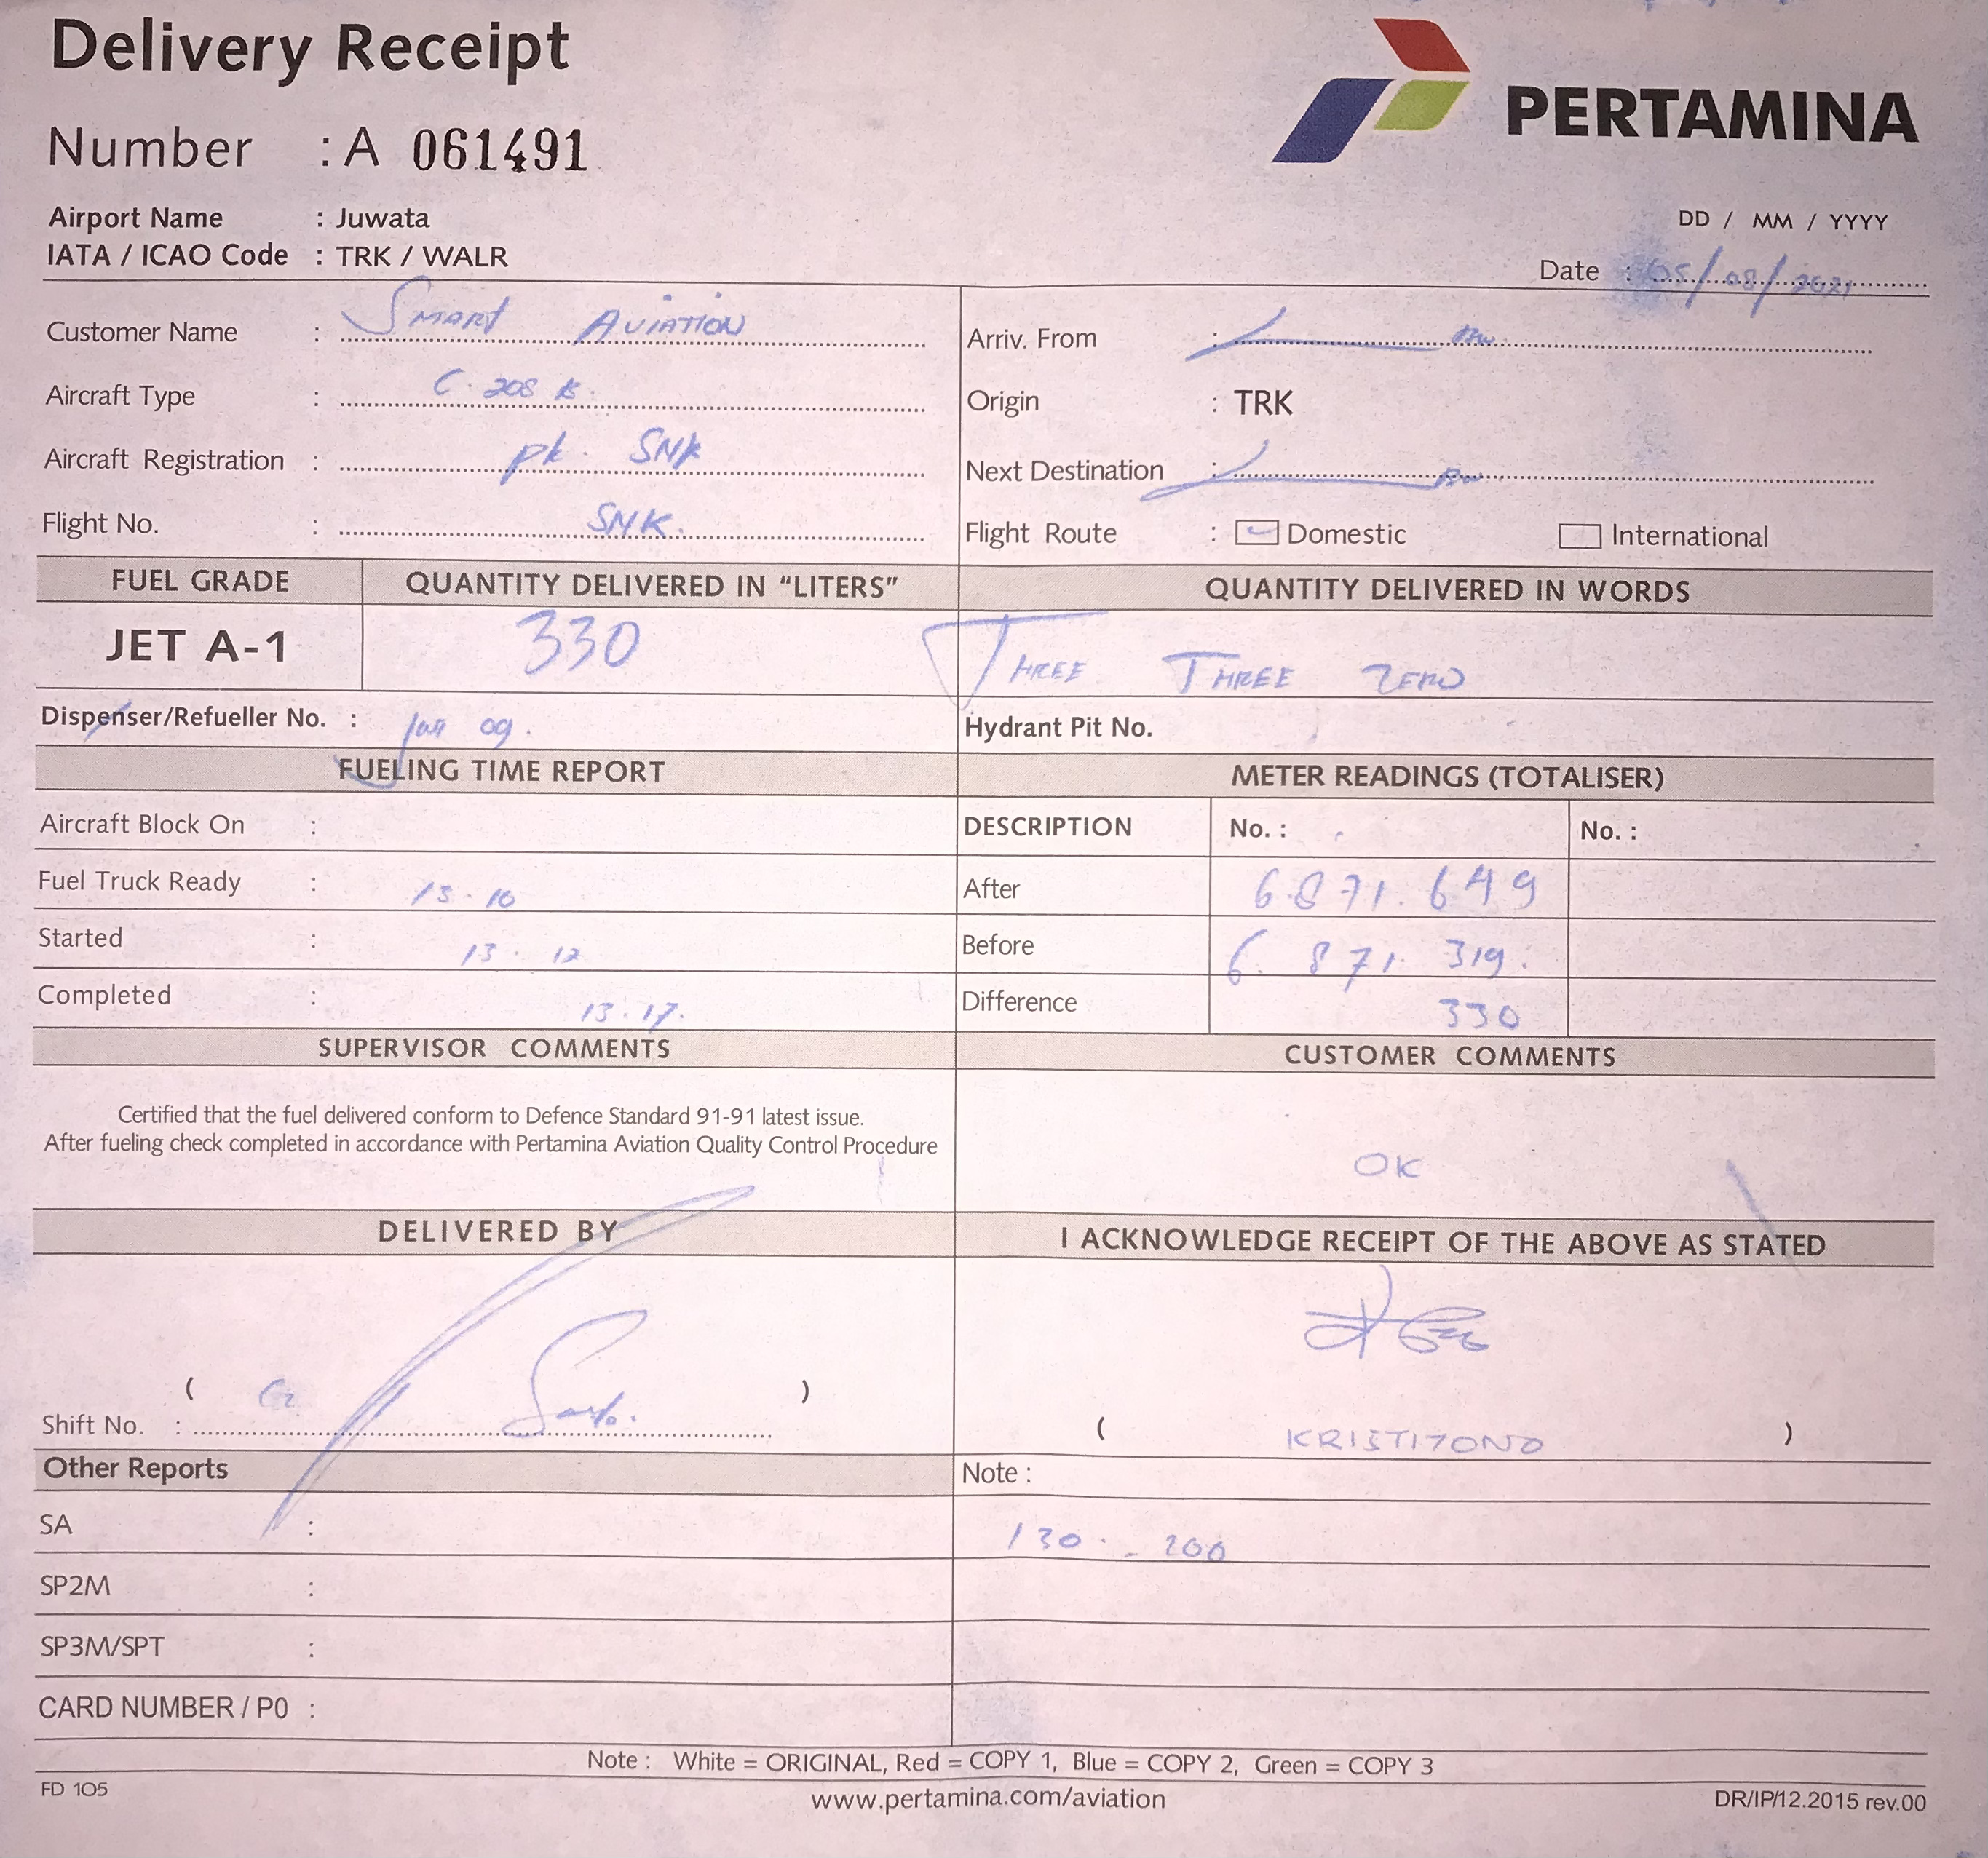 Delivery Receipt
PERTAMINA
Number : A 061491
Airport Name : Juwata
DD / MM / YYYY
IATA / ICAO Code : TRK / WALR
Date : 05/08/2021
Customer Name : Smart Aviation
Arriv. From :
Aircraft Type : C. 208 B.
Origin : TRK
Aircraft Registration : pk. SNK
Next Destination :
Flight No. : SNK.
Flight Route : Domestic International
FUEL GRADE QUANTITY DELIVERED IN “LITERS” QUANTITY DELIVERED IN WORDS
JET A-1 330 THREE THREE ZERO
Dispenser/Refueller No. : 09.
Hydrant Pit No.
FUELING TIME REPORT METER READINGS (TOTALISER)
Aircraft Block On :
DESCRIPTION No. : No. :
Fuel Truck Ready : 13.10
After 6.871.649
Started : 13.12
Before 6.871.319.
Completed : 13.17.
Difference 330
SUPERVISOR COMMENTS CUSTOMER COMMENTS
Certified that the fuel delivered conform to Defence Standard 91-91 latest issue.
After fueling check completed in accordance with Pertamina Aviation Quality Control Procedure
OK
DELIVERED BY I ACKNOWLEDGE RECEIPT OF THE ABOVE AS STATED
( )
Shift No. :
( KRISTITONO )
Other Reports Note :
SA :
130. - 200
SP2M :
SP3M/SPT :
CARD NUMBER / PO :
Note : White = ORIGINAL, Red = COPY 1, Blue = COPY 2, Green = COPY 3
FD 105 www.pertamina.com/aviation DR/IP/12.2015 rev.00